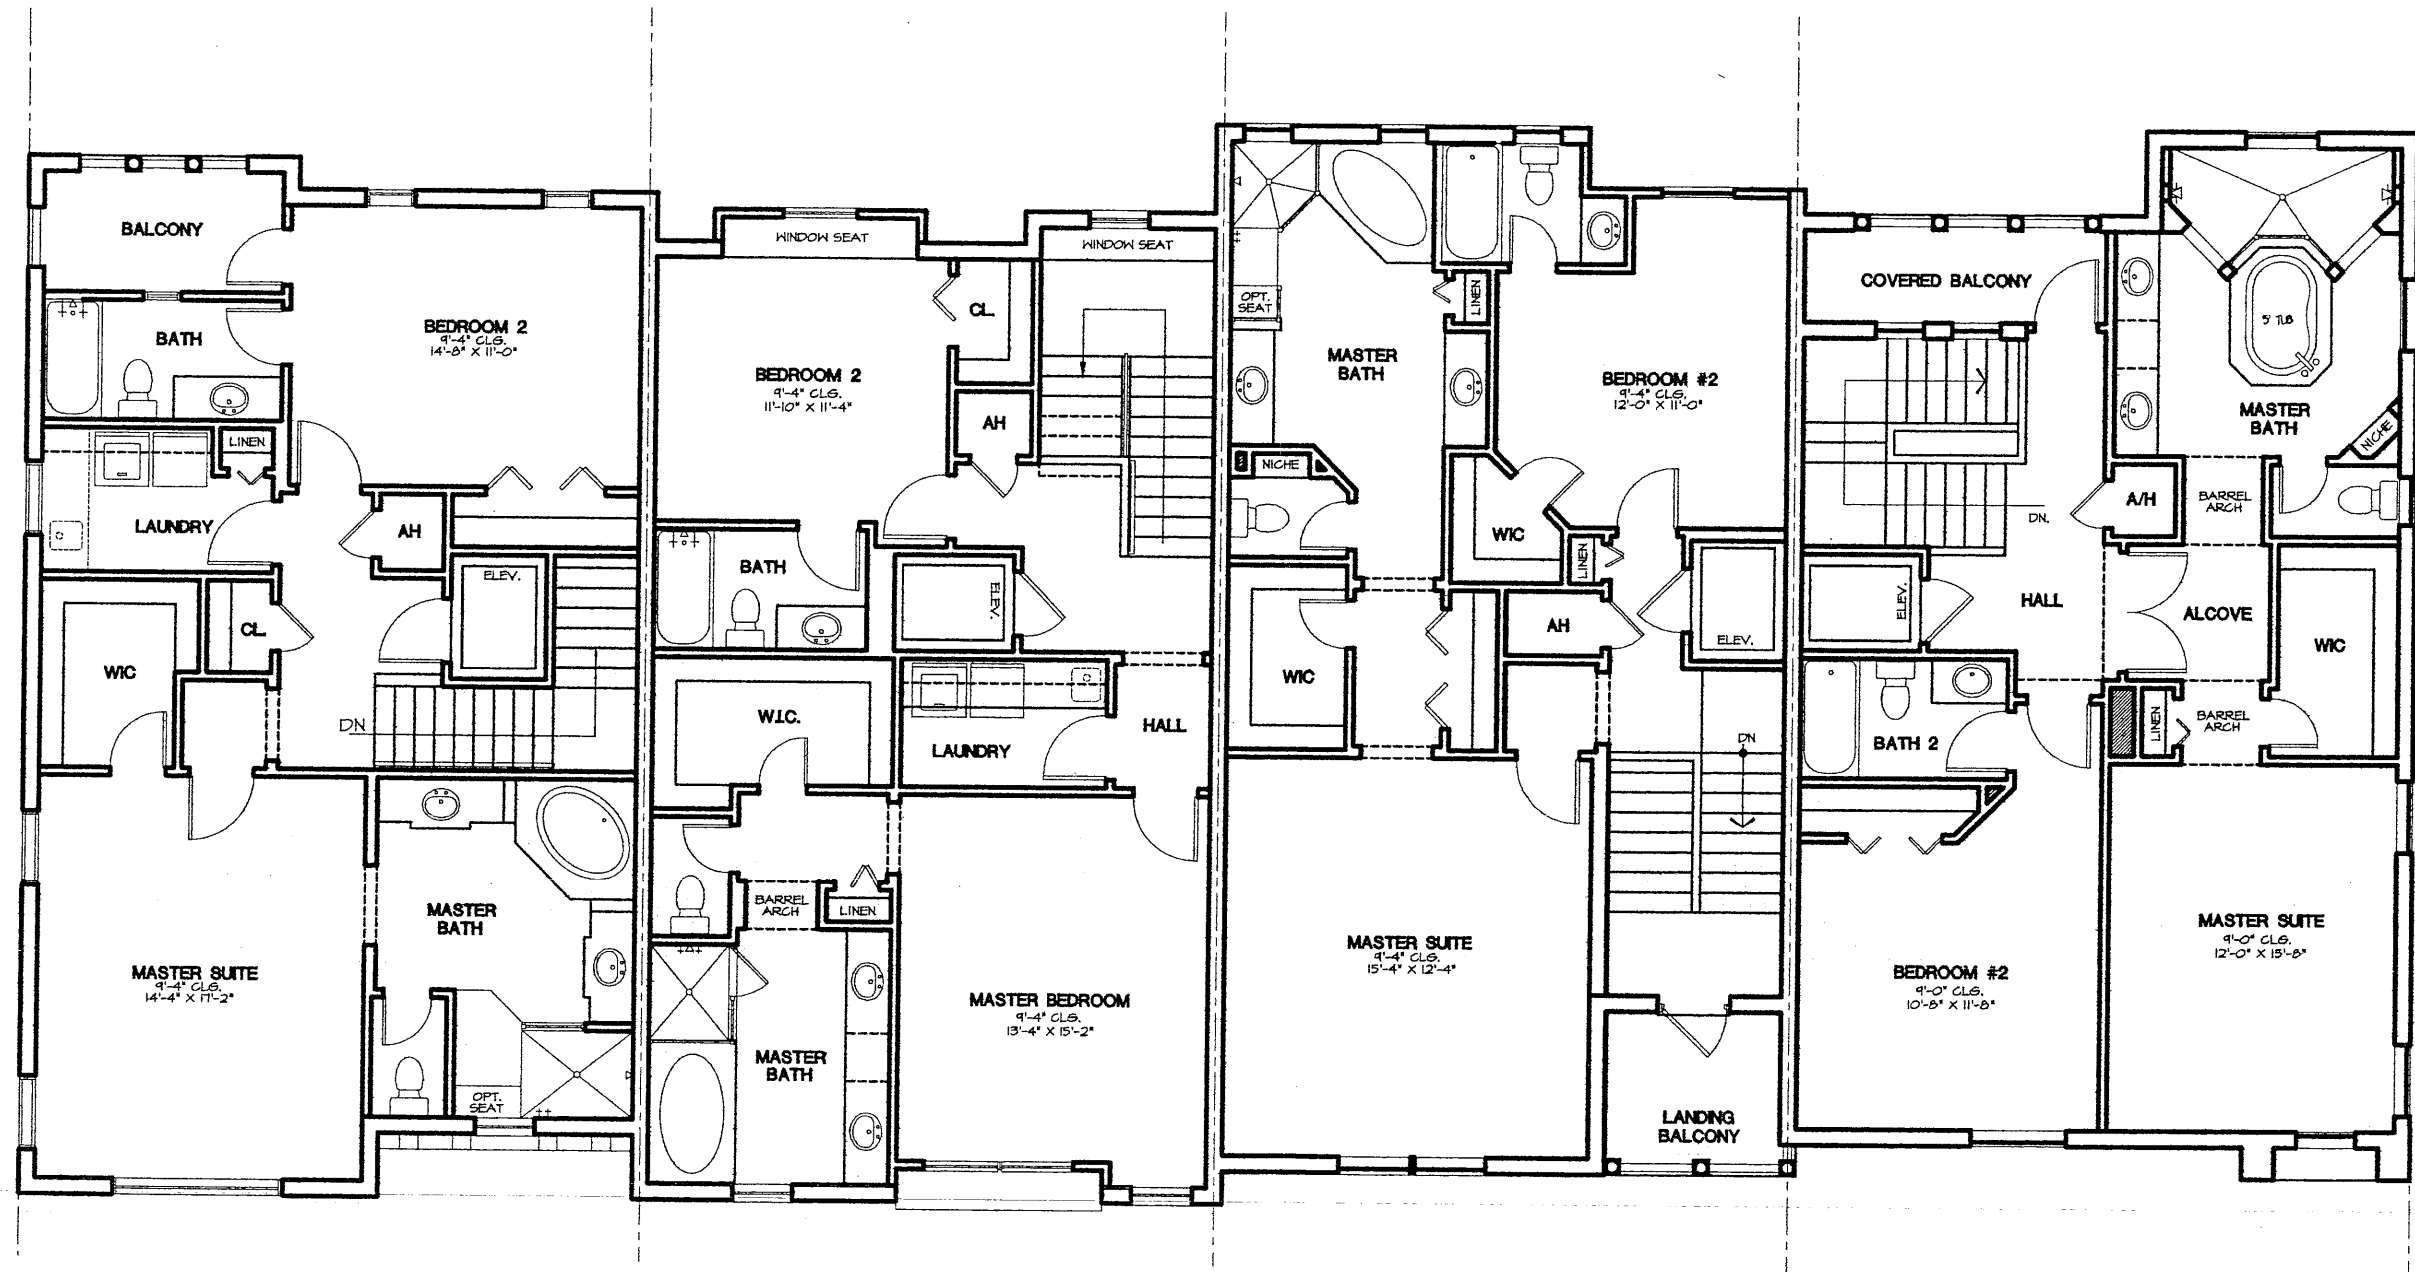 BALCONY
BATH
BEDROOM 2
9'-4" CLG.
14'-8" X 11'-0"
LINEN
LAUNDRY
AH
ELEV.
CL.
WIC
DN
MASTER SUITE
9'-4" CLG.
14'-4" X 17'-2"
MASTER
BATH
OPT.
SEAT
WINDOW SEAT
WINDOW SEAT
CL.
BEDROOM 2
9'-4" CLG.
11'-10" X 11'-4"
AH
BATH
ELEV.
W.I.C.
LAUNDRY
HALL
BARREL
ARCH
LINEN
MASTER BEDROOM
9'-4" CLG.
13'-4" X 15'-2"
MASTER
BATH
OPT.
SEAT
LINEN
MASTER
BATH
BEDROOM #2
9'-4" CLG.
12'-0" X 11'-0"
NICHE
WIC
LINEN
AH
ELEV.
WIC
DN
MASTER SUITE
9'-4" CLG.
15'-4" X 12'-4"
LANDING
BALCONY
COVERED BALCONY
5' TUB
MASTER
BATH
NICHE
A/H
BARREL
ARCH
DN.
ELEV.
HALL
ALCOVE
WIC
BATH 2
LINEN
BARREL
ARCH
MASTER SUITE
9'-0" CLG.
12'-0" X 15'-8"
BEDROOM #2
9'-0" CLG.
10'-8" X 11'-8"